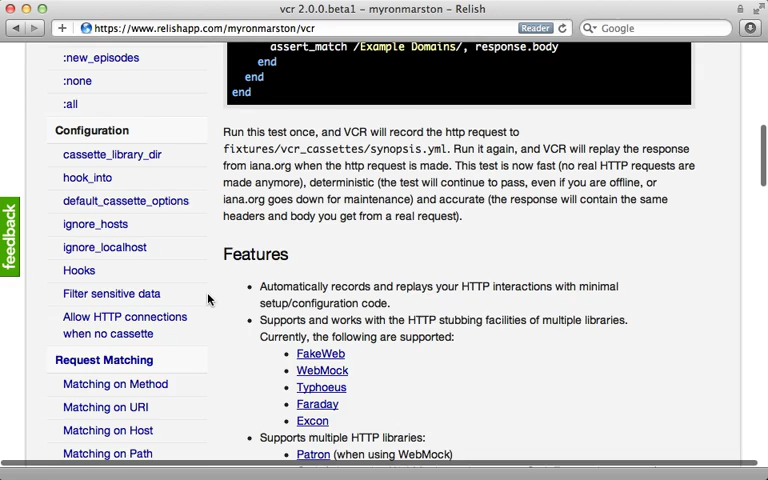 vcr 2.0.0.beta1 – myronmarston – Relish
https://www.relishapp.com/myronmarston/vcr
Reader
Google
feedback
:new_episodes
:none
:all
Configuration
cassette_library_dir
hook_into
default_cassette_options
ignore_hosts
ignore_localhost
Hooks
Filter sensitive data
Allow HTTP connections
when no cassette
Request Matching
Matching on Method
Matching on URI
Matching on Host
Matching on Path
assert_match /Example Domains/, response.body
end
end
end
Run this test once, and VCR will record the http request to
fixtures/vcr_cassettes/synopsis.yml. Run it again, and VCR will replay the response
from iana.org when the http request is made. This test is now fast (no real HTTP requests are
made anymore), deterministic (the test will continue to pass, even if you are offline, or
iana.org goes down for maintenance) and accurate (the response will contain the same
headers and body you get from a real request).
Features
• Automatically records and replays your HTTP interactions with minimal
setup/configuration code.
• Supports and works with the HTTP stubbing facilities of multiple libraries.
Currently, the following are supported:
• FakeWeb
• WebMock
• Typhoeus
• Faraday
• Excon
• Supports multiple HTTP libraries:
• Patron (when using WebMock)